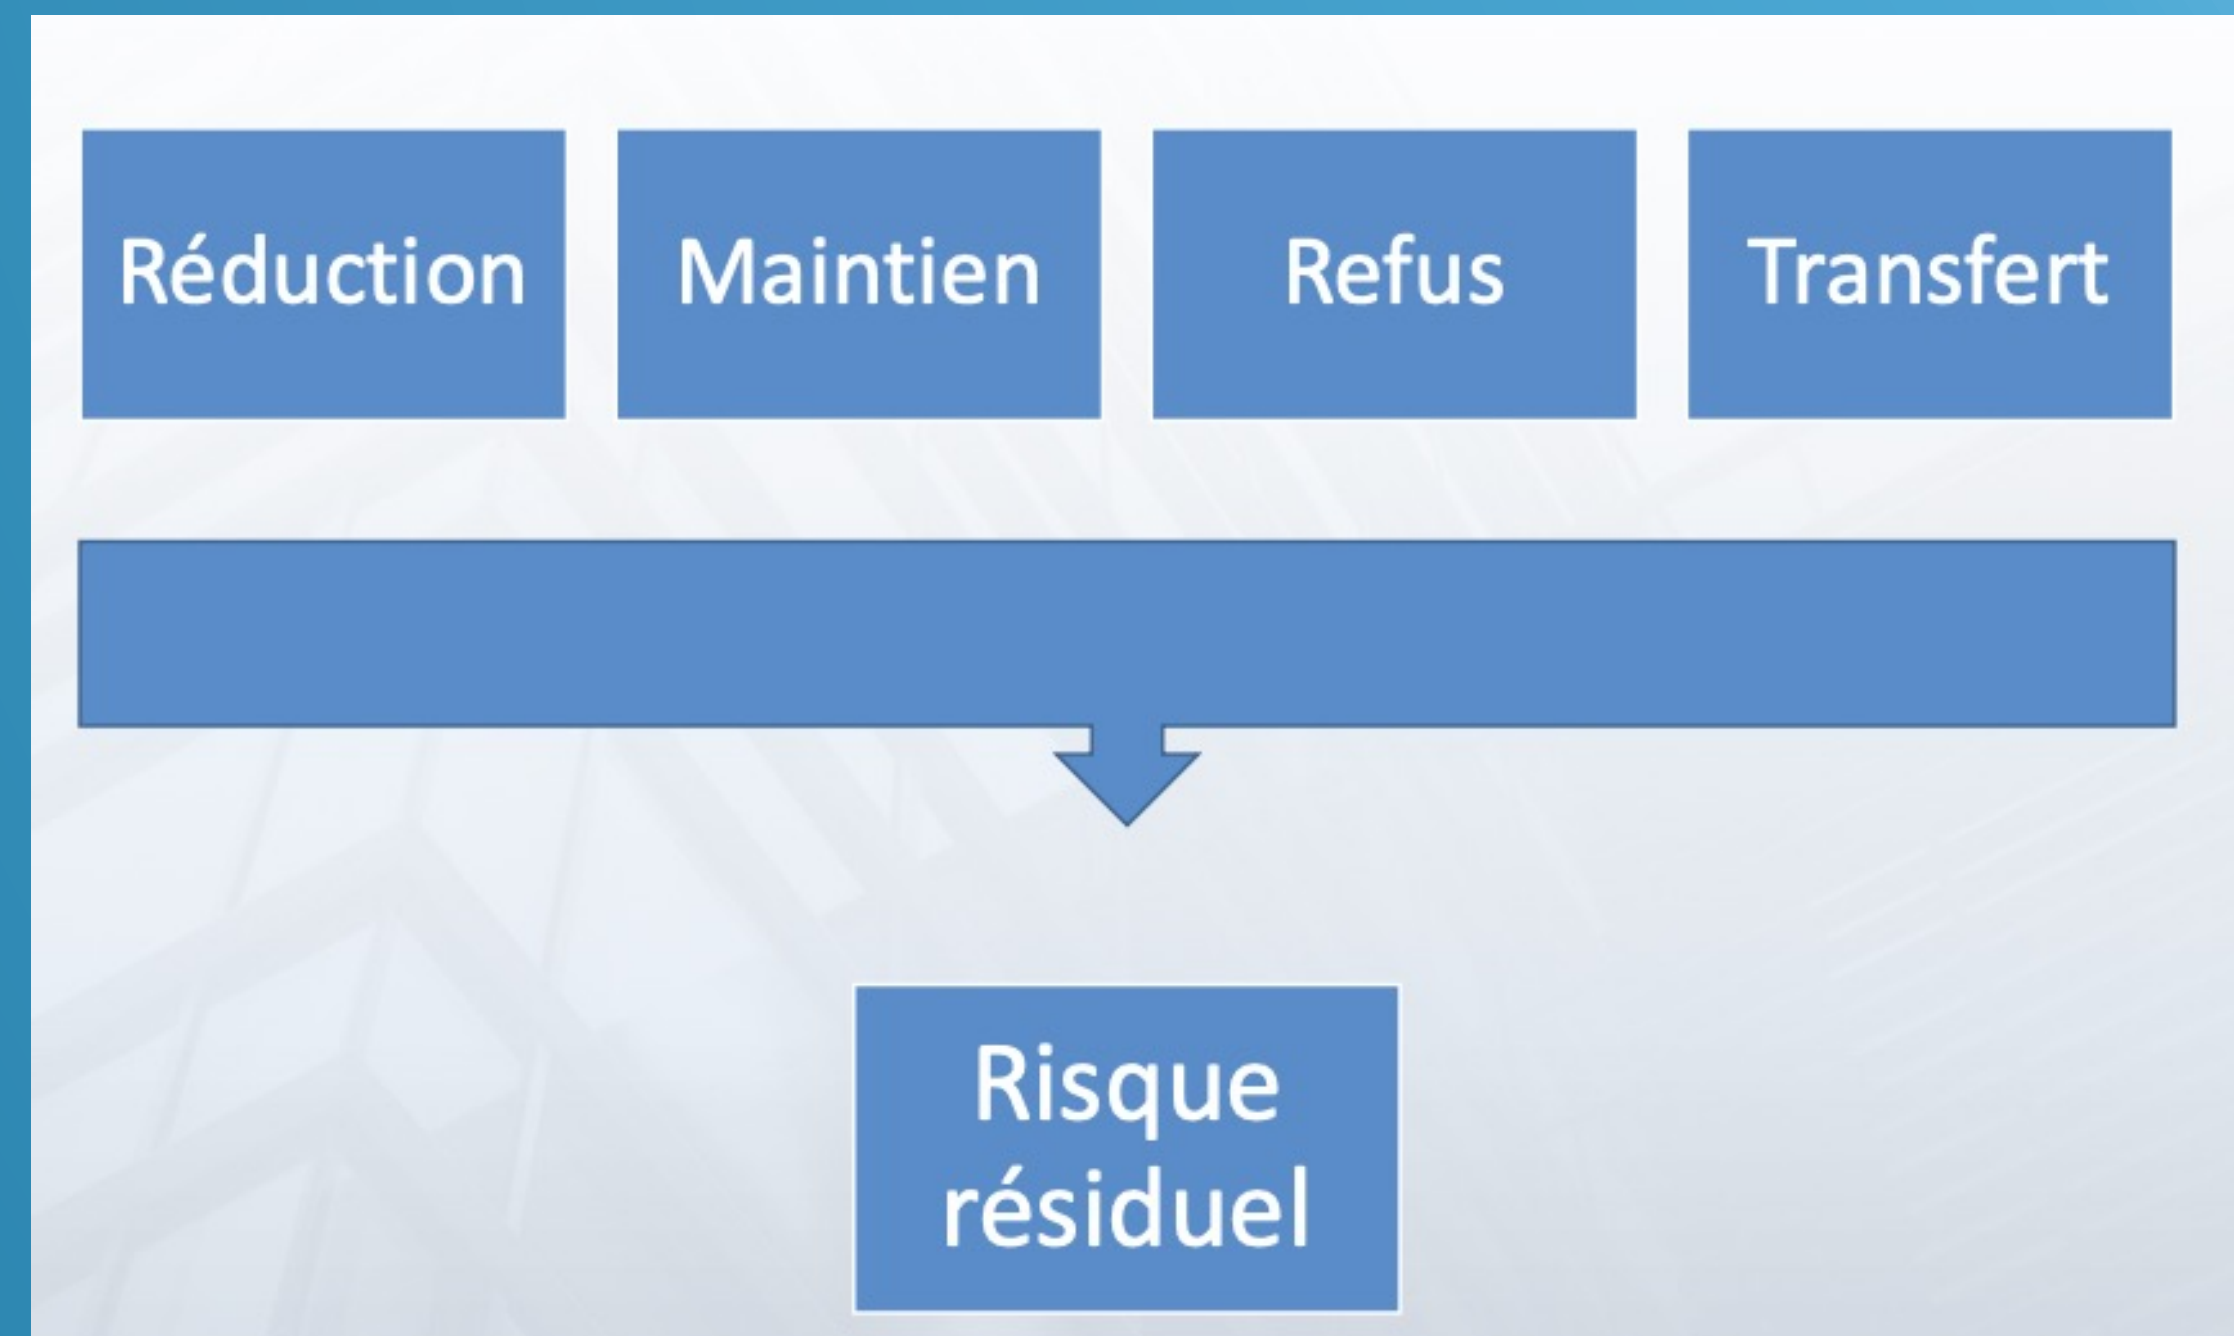 Réduction
Maintien
Refus
Transfert
Risque
résiduel